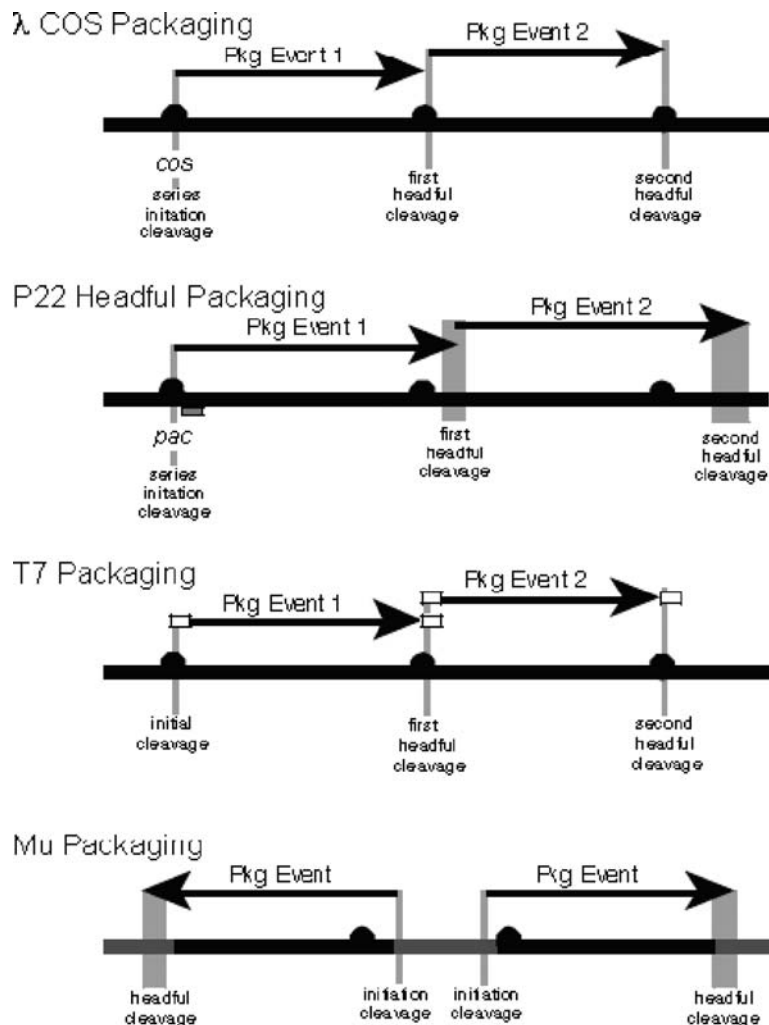 λ COS Packaging
Pkg Event 1
Pkg Event 2
cos
series
initation
cleavage
first
headful
cleavage
second
headful
cleavage
P22 Headful Packaging
Pkg Event 1
Pkg Event 2
pac
series
initation
cleavage
first
headful
cleavage
second
headful
cleavage
T7 Packaging
Pkg Event 1
Pkg Event 2
initial
cleavage
first
headful
cleavage
second
headful
cleavage
Mu Packaging
Pkg Event
Pkg Event
headful
cleavage
initiation
cleavage
initiation
cleavage
headful
cleavage